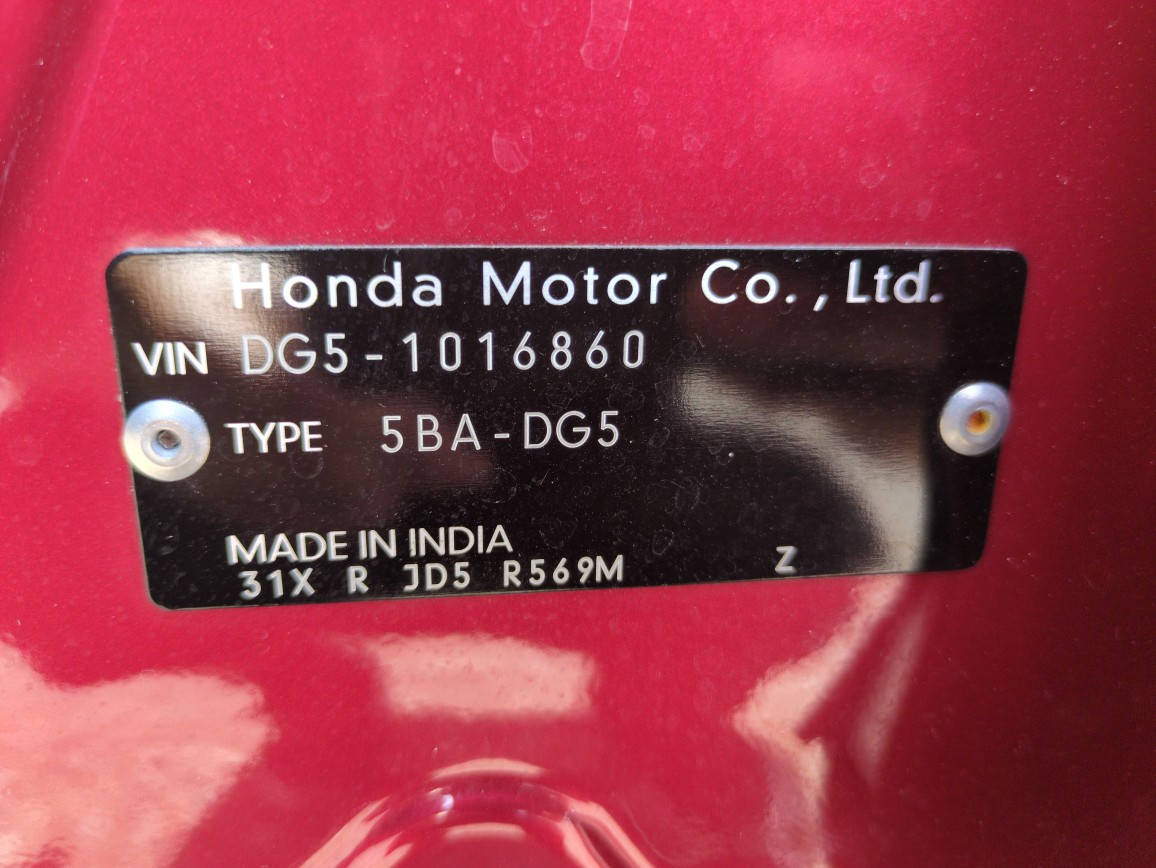 Honda Motor Co., Ltd.
VIN DG5-1016860
TYPE 5BA-DG5
MADE IN INDIA
31X R JD5 R569M Z